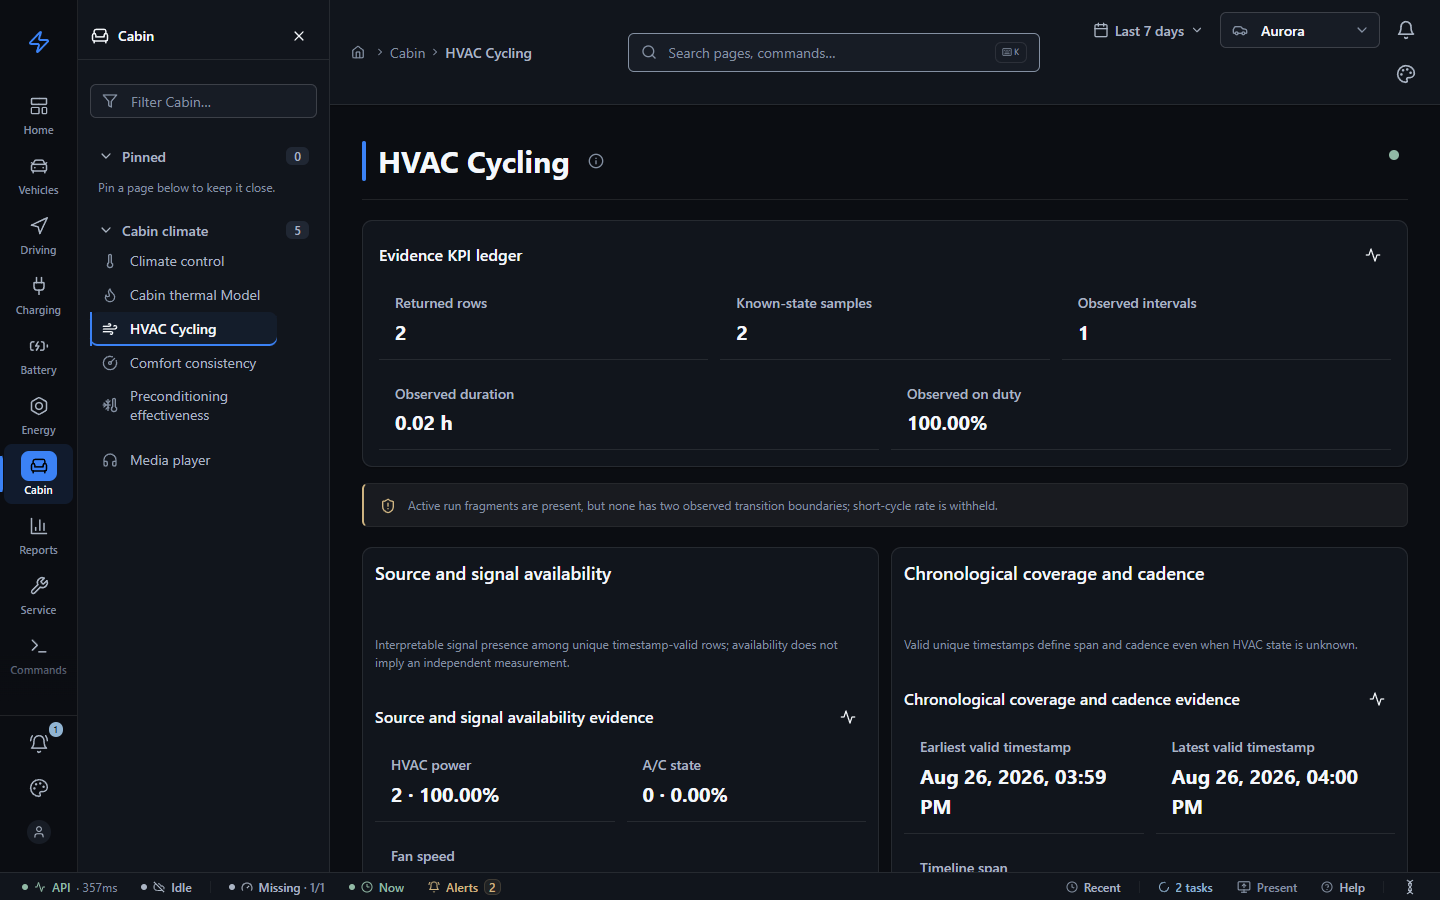 Cabin
Filter Cabin...
Pinned
0
Pin a page below to keep it close.
Cabin climate
5
Climate control
Cabin thermal Model
HVAC Cycling
Comfort consistency
Preconditioning
effectiveness
Media player
Home
Vehicles
Driving
Charging
Battery
Energy
Cabin
Reports
Service
Commands
1
Cabin
HVAC Cycling
Search pages, commands...
K
Last 7 days
Aurora
HVAC Cycling
Evidence KPI ledger
Returned rows
2
Known-state samples
2
Observed intervals
1
Observed duration
0.02 h
Observed on duty
100.00%
Active run fragments are present, but none has two observed transition boundaries; short-cycle rate is withheld.
Source and signal availability
Interpretable signal presence among unique timestamp-valid rows; availability does not
imply an independent measurement.
Source and signal availability evidence
HVAC power
2 · 100.00%
A/C state
0 · 0.00%
Fan speed
Chronological coverage and cadence
Valid unique timestamps define span and cadence even when HVAC state is unknown.
Chronological coverage and cadence evidence
Earliest valid timestamp
Aug 26, 2026, 03:59
PM
Latest valid timestamp
Aug 26, 2026, 04:00
PM
Timeline span
API · 357ms
Idle
Missing · 1/1
Now
Alerts 2
Recent
2 tasks
Present
Help